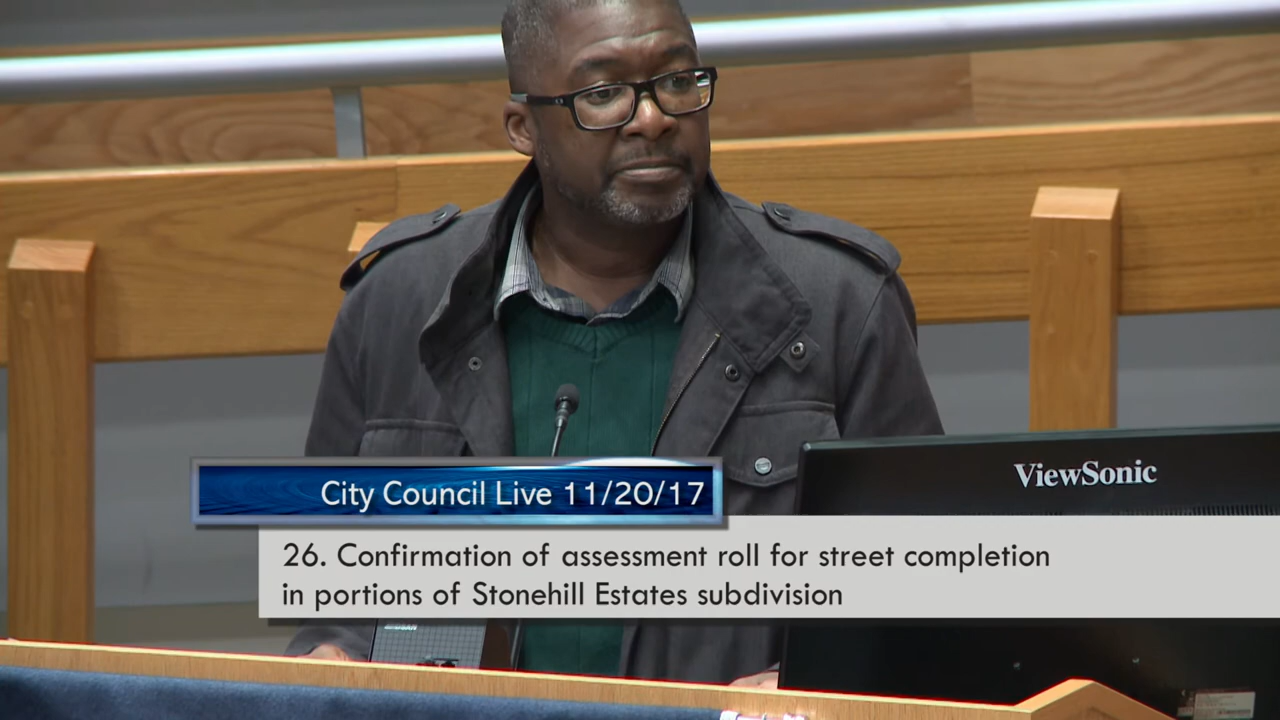 ViewSonic
City Council Live 11/20/17
26. Confirmation of assessment roll for street completion
in portions of Stonehill Estates subdivision